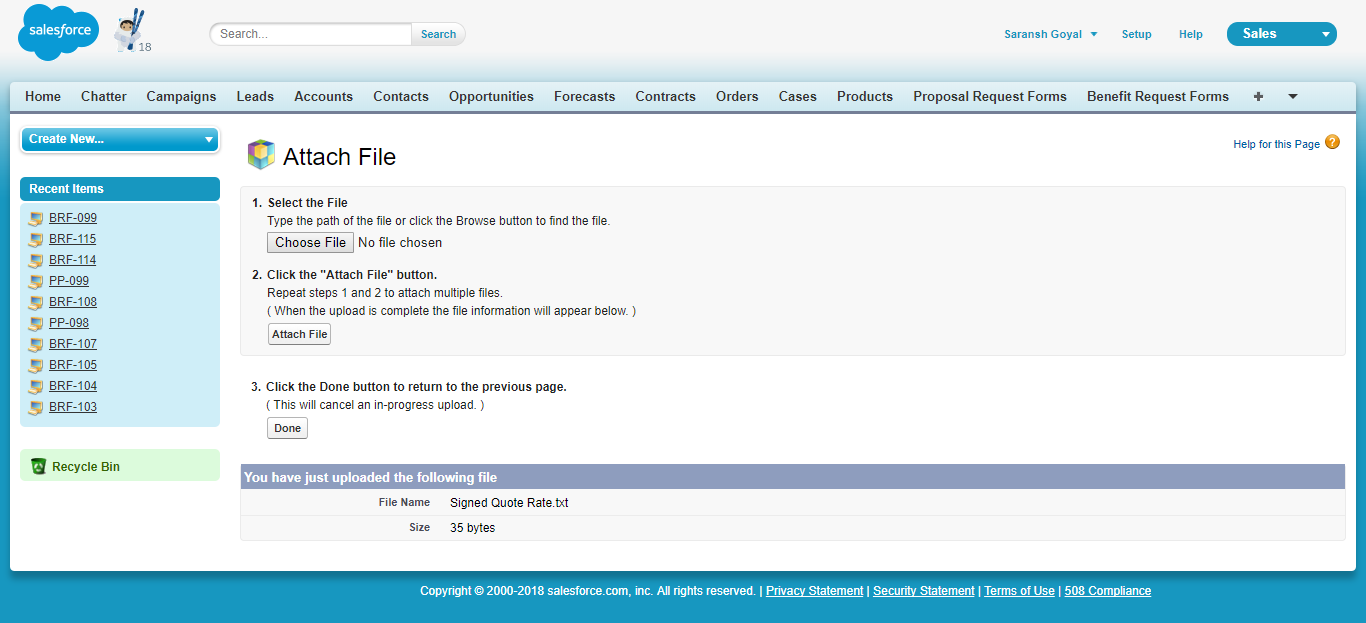 salesforce
18
Search...
Search
Saransh Goyal
Setup
Help
Sales
Home Chatter Campaigns Leads Accounts Contacts Opportunities Forecasts Contracts Orders Cases Products Proposal Request Forms Benefit Request Forms +
Create New...
Recent Items
BRF-099
BRF-115
BRF-114
PP-099
BRF-108
PP-098
BRF-107
BRF-105
BRF-104
BRF-103
Recycle Bin
Attach File
Help for this Page ?
1. Select the File
Type the path of the file or click the Browse button to find the file.
Choose File No file chosen
2. Click the "Attach File" button.
Repeat steps 1 and 2 to attach multiple files.
( When the upload is complete the file information will appear below. )
Attach File
3. Click the Done button to return to the previous page.
( This will cancel an in-progress upload. )
Done
You have just uploaded the following file
File Name Signed Quote Rate.txt
Size 35 bytes
Copyright © 2000-2018 salesforce.com, inc. All rights reserved. | Privacy Statement | Security Statement | Terms of Use | 508 Compliance